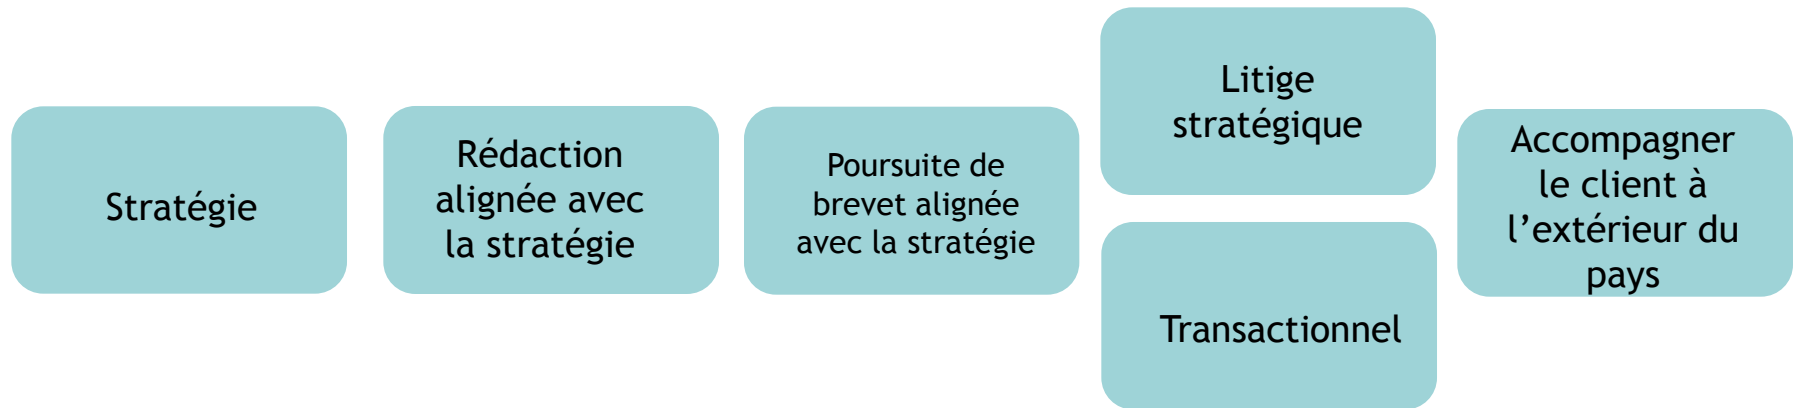 Stratégie
Rédaction
alignée avec
la stratégie
Poursuite de
brevet alignée
avec la stratégie
Litige
stratégique
Transactionnel
Accompagner
le client à
l’extérieur du
pays